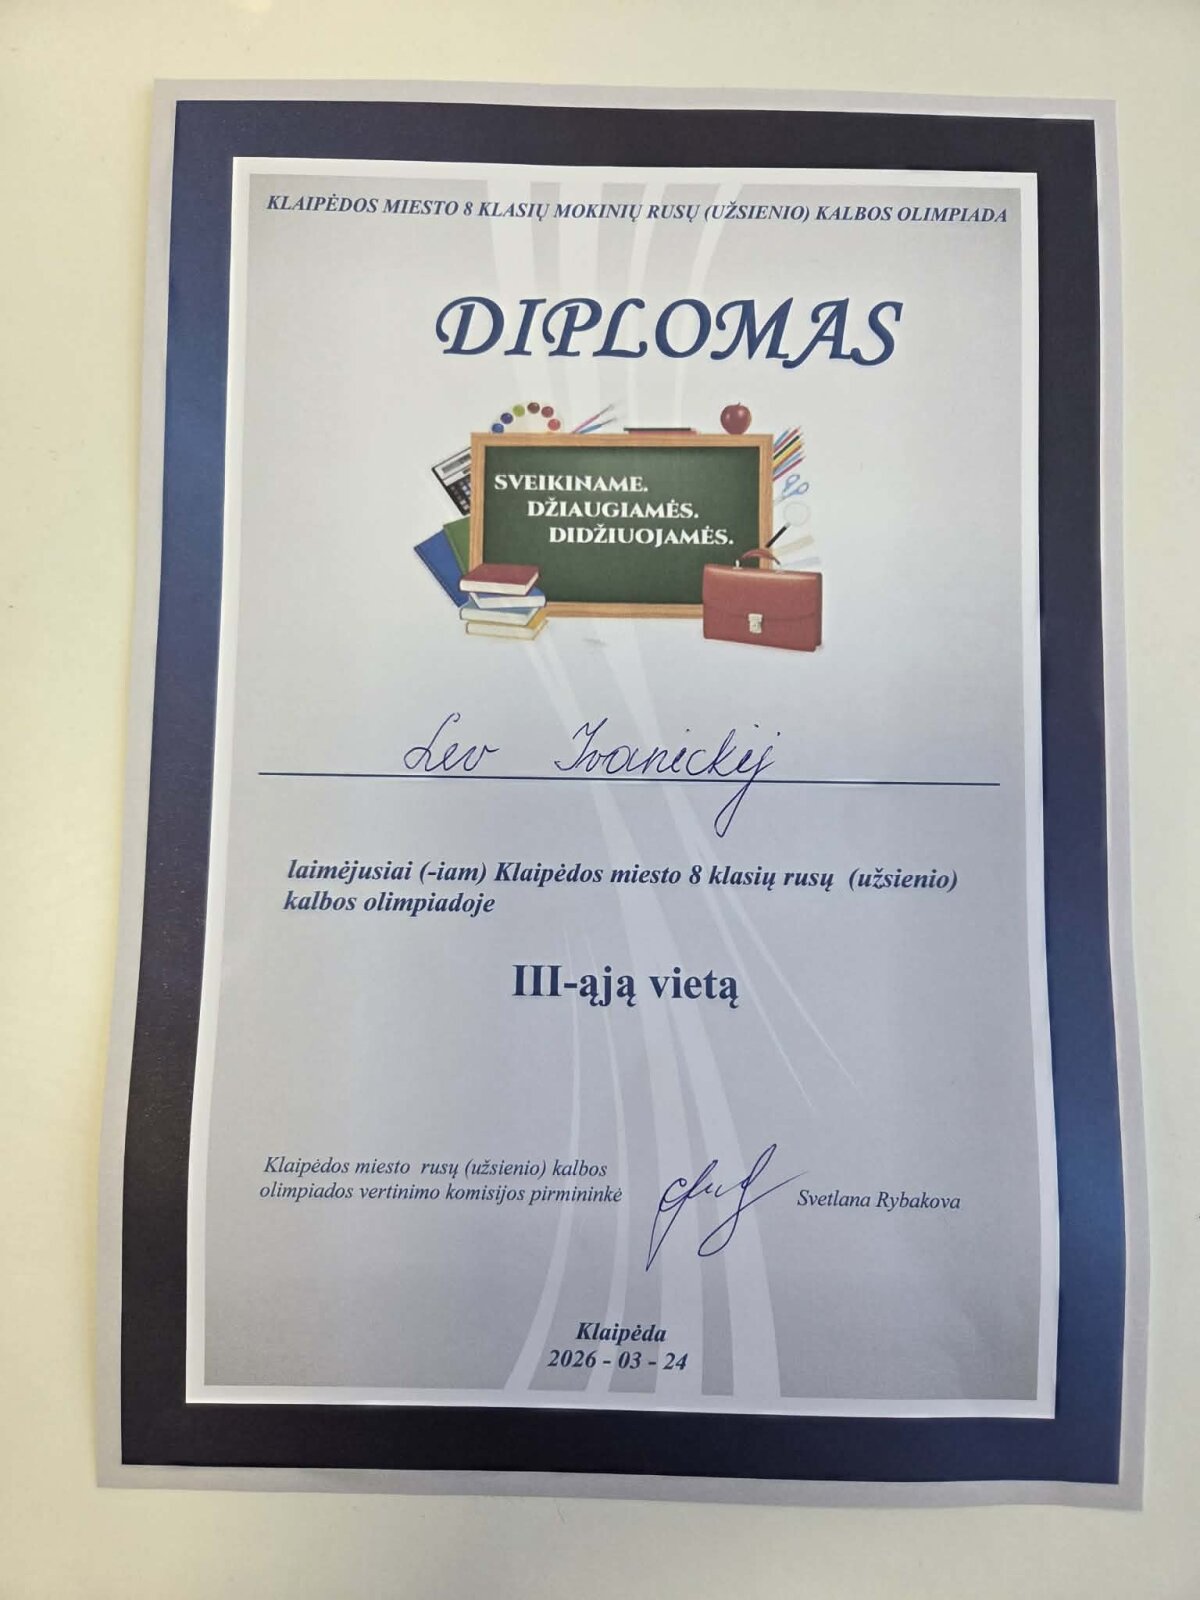 KLAIPĖDOS MIESTO 8 KLASIŲ MOKINIŲ RUSŲ (UŽSIENIO) KALBOS OLIMPIADA
DIPLOMAS
SVEIKINAME.
DŽIAUGIAMĖS.
DIDŽIUOJAMĖS.
Lev Ivanickij
laimėjusiai (-iam) Klaipėdos miesto 8 klasių rusų (užsienio)
kalbos olimpiadoje
III-ąją vietą
Klaipėdos miesto rusų (užsienio) kalbos
olimpiados vertinimo komisijos pirmininkė
Svetlana Rybakova
Klaipėda
2026 - 03 - 24